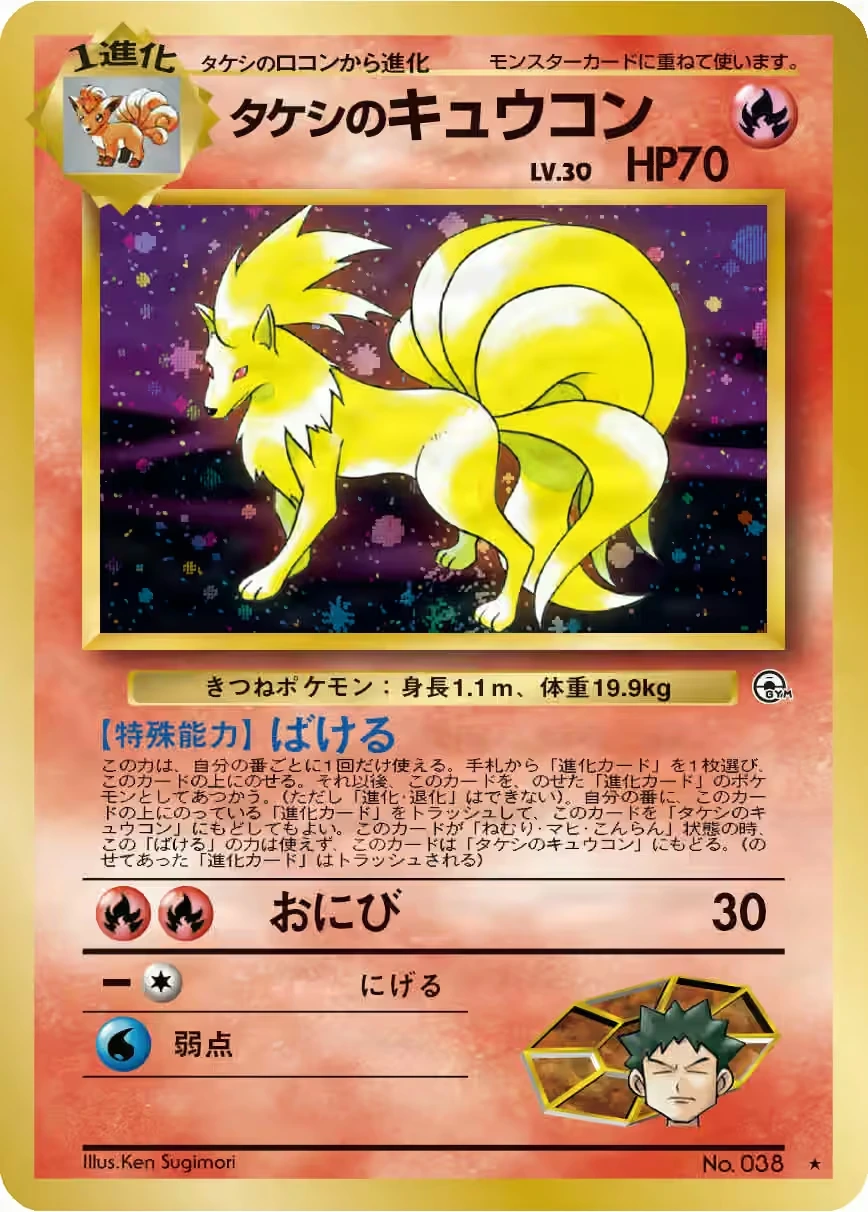 1進化
タケシのロコンから進化
モンスターカードに重ねて使います。
タケシのキュウコン
LV.30 HP70
きつねポケモン：身長1.1m、体重19.9kg
GYM
【特殊能力】ばける
この力は、自分の番ごとに1回だけ使える。手札から「進化カード」を1枚選び、
このカードの上にのせる。それ以後、このカードを、のせた「進化カード」のポケ
モンとしてあつかう。(ただし「進化·退化」はできない)。自分の番に、このカー
ドの上にのっている「進化カード」をトラッシュして、このカードを「タケシのキ
ュウコン」にもどしてもよい。このカードが「ねむり·マヒ·こんらん」状態の時、
この「ばける」の力は使えず、このカードは「タケシのキュウコン」にもどる。(の
せてあった「進化カード」はトラッシュされる)
おにび 30
にげる
弱点
Illus.Ken Sugimori
No.038 ★